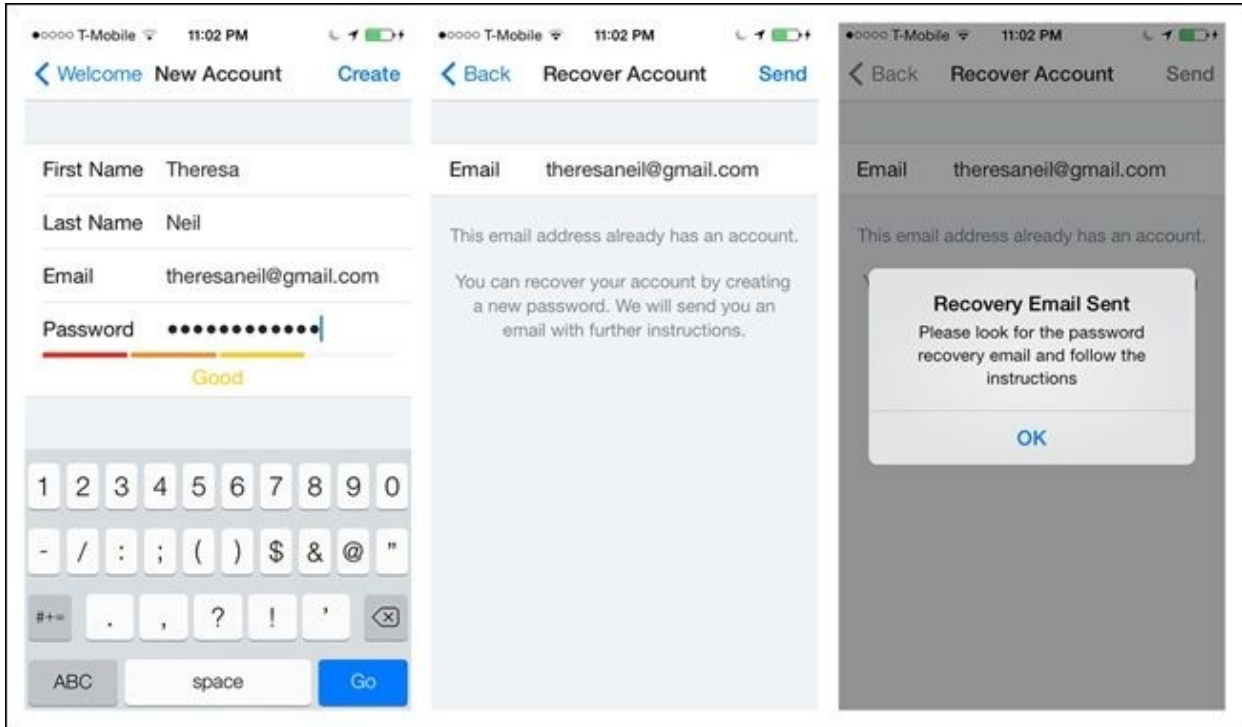 T-Mobile 11:02 PM
Welcome New Account Create
First Name Theresa
Last Name Neil
Email theresaneil@gmail.com
Password ••••••••••••
Good
1 2 3 4 5 6 7 8 9 0
- / : ; ( ) $ & @ "
#+= . , ? ! '
ABC space Go
T-Mobile 11:02 PM
Back Recover Account Send
Email theresaneil@gmail.com
This email address already has an account.
You can recover your account by creating
a new password. We will send you an
email with further instructions.
T-Mobile 11:02 PM
Back Recover Account Send
Email theresaneil@gmail.com
This email address already has an account.
Recovery Email Sent
Please look for the password
recovery email and follow the
instructions
OK